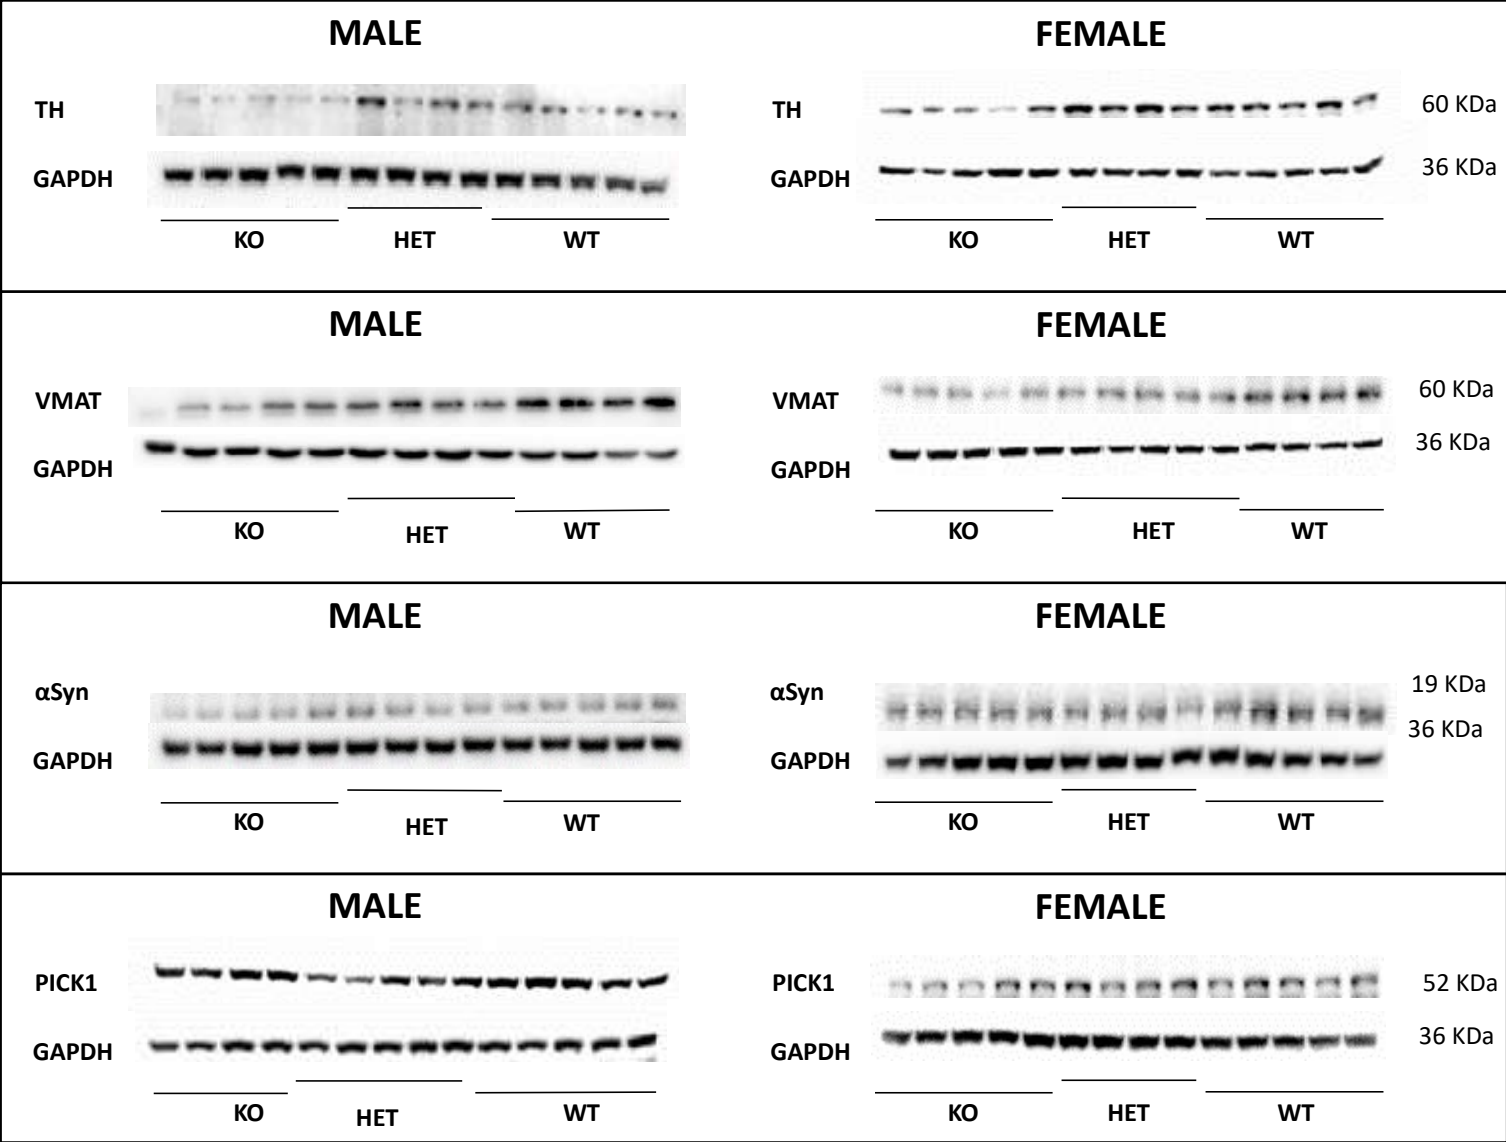 MALE FEMALE
TH TH 60 KDa
GAPDH GAPDH 36 KDa
KO HET WT KO HET WT
MALE FEMALE
VMAT VMAT 60 KDa
GAPDH GAPDH 36 KDa
KO HET WT KO HET WT
MALE FEMALE
αSyn αSyn 19 KDa
GAPDH GAPDH 36 KDa
KO HET WT KO HET WT
MALE FEMALE
PICK1 PICK1 52 KDa
GAPDH GAPDH 36 KDa
KO HET WT KO HET WT